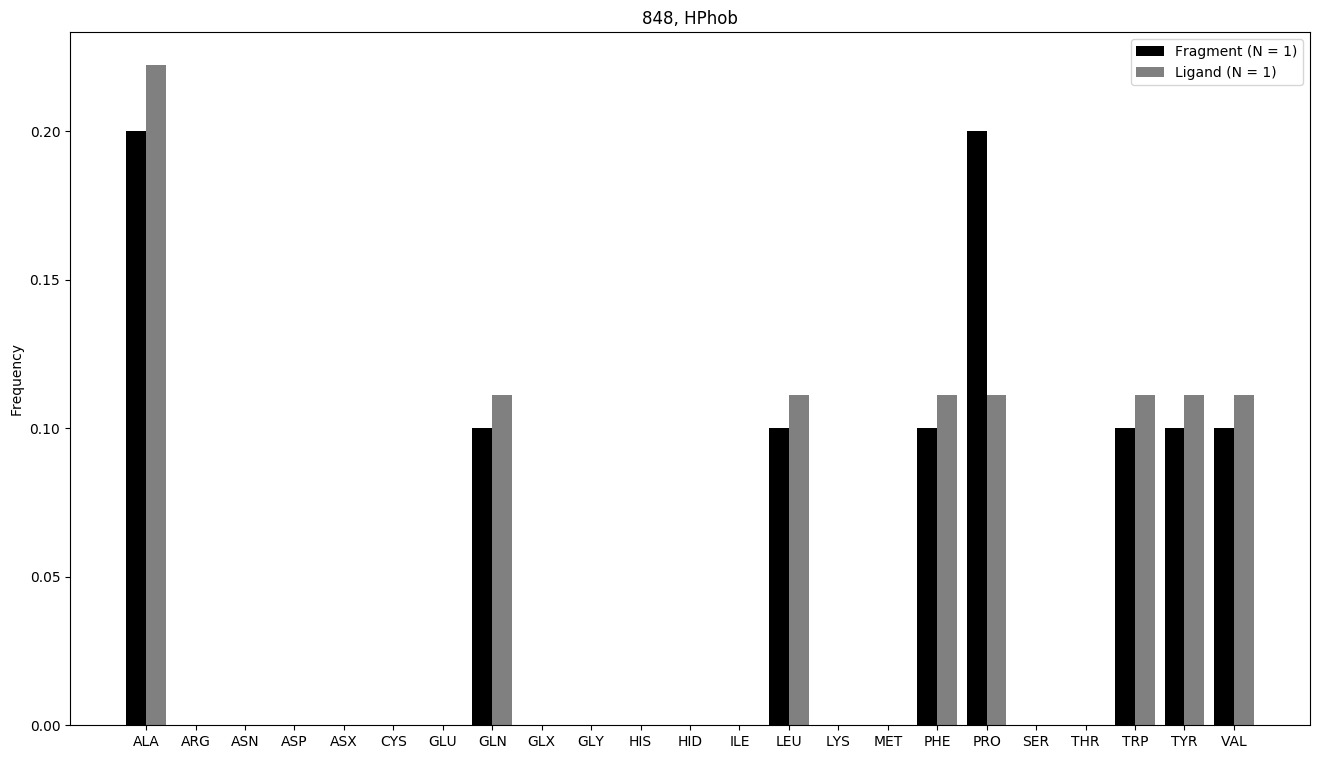 848, HPhob
Fragment (N = 1)
Ligand (N = 1)
Frequency
0.20
0.15
0.10
0.05
0.00
ALA ARG ASN ASP ASX CYS GLU GLN GLX GLY HIS HID ILE LEU LYS MET PHE PRO SER THR TRP TYR VAL